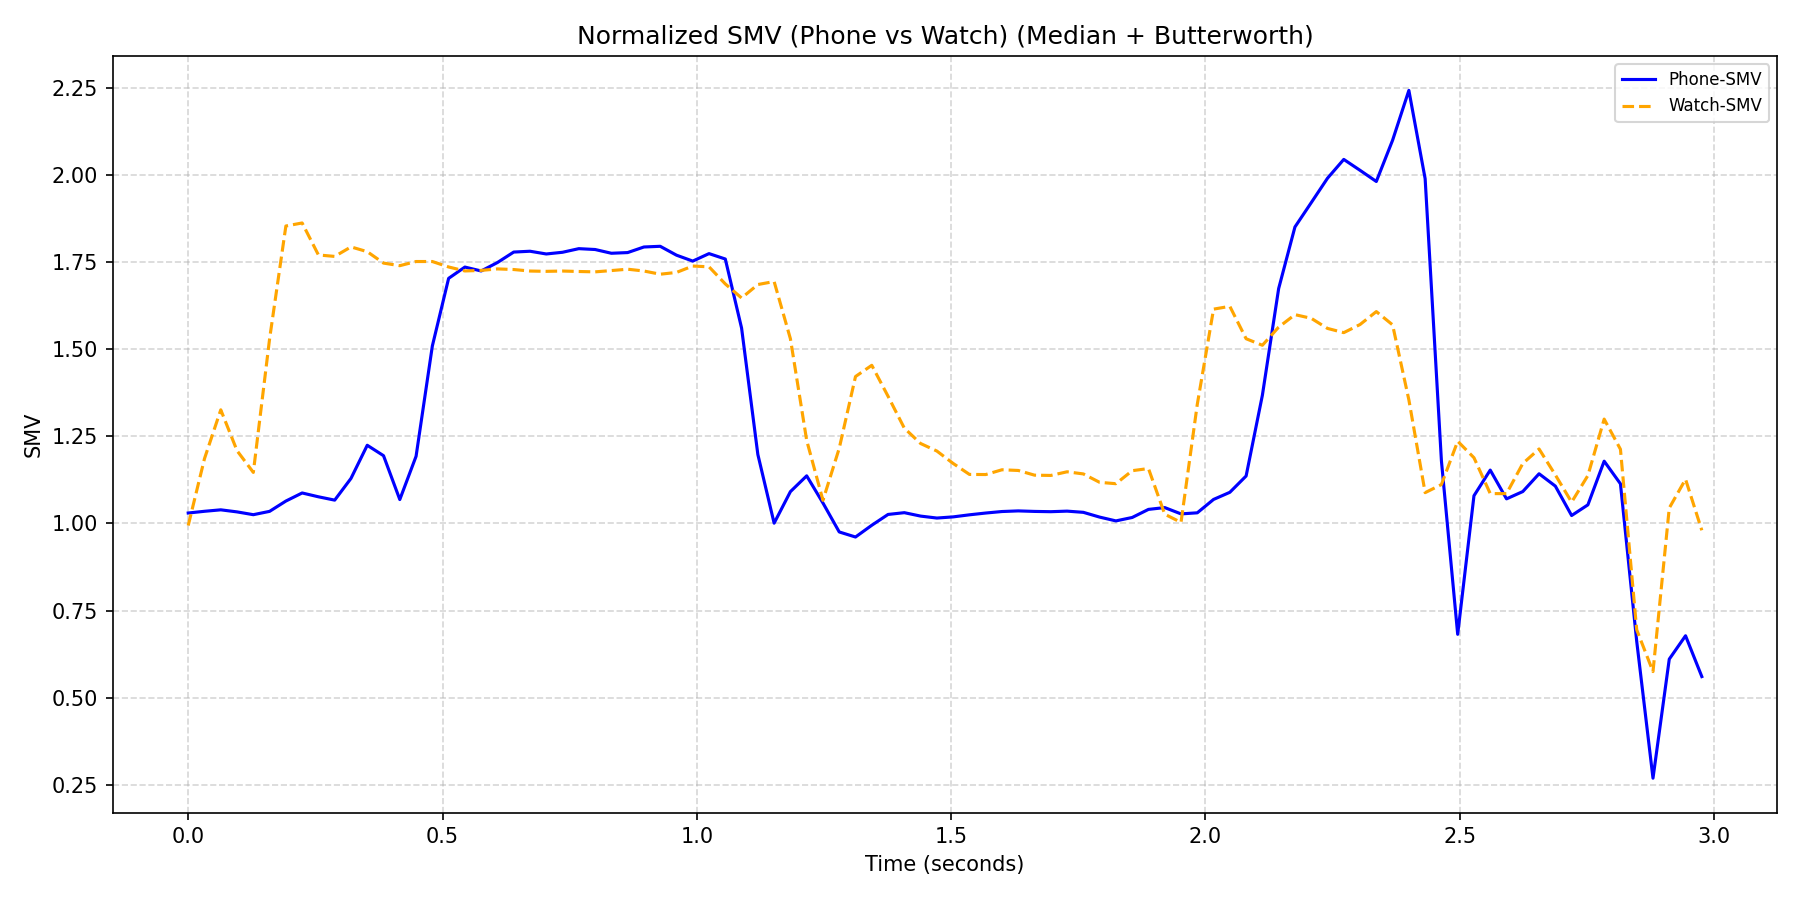 Normalized SMV (Phone vs Watch) (Median + Butterworth)
Phone-SMV
Watch-SMV
SMV
2.25
2.00
1.75
1.50
1.25
1.00
0.75
0.50
0.25
0.0 0.5 1.0 1.5 2.0 2.5 3.0
Time (seconds)